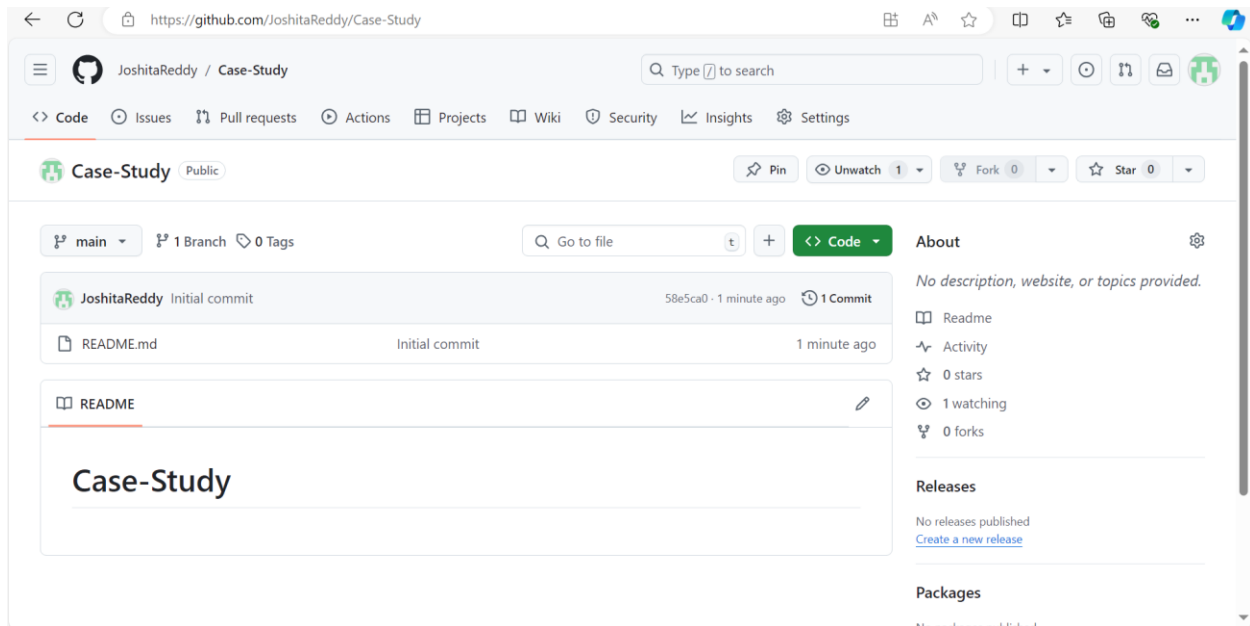 https://github.com/JoshitaReddy/Case-Study
JoshitaReddy / Case-Study
Type / to search
Code Issues Pull requests Actions Projects Wiki Security Insights Settings
Case-Study Public
Pin Unwatch 1 Fork 0 Star 0
main 1 Branch 0 Tags Go to file t Code
JoshitaReddy Initial commit 58e5ca0 · 1 minute ago 1 Commit
README.md Initial commit 1 minute ago
README
Case-Study
About
No description, website, or topics provided.
Readme
Activity
0 stars
1 watching
0 forks
Releases
No releases published
Create a new release
Packages